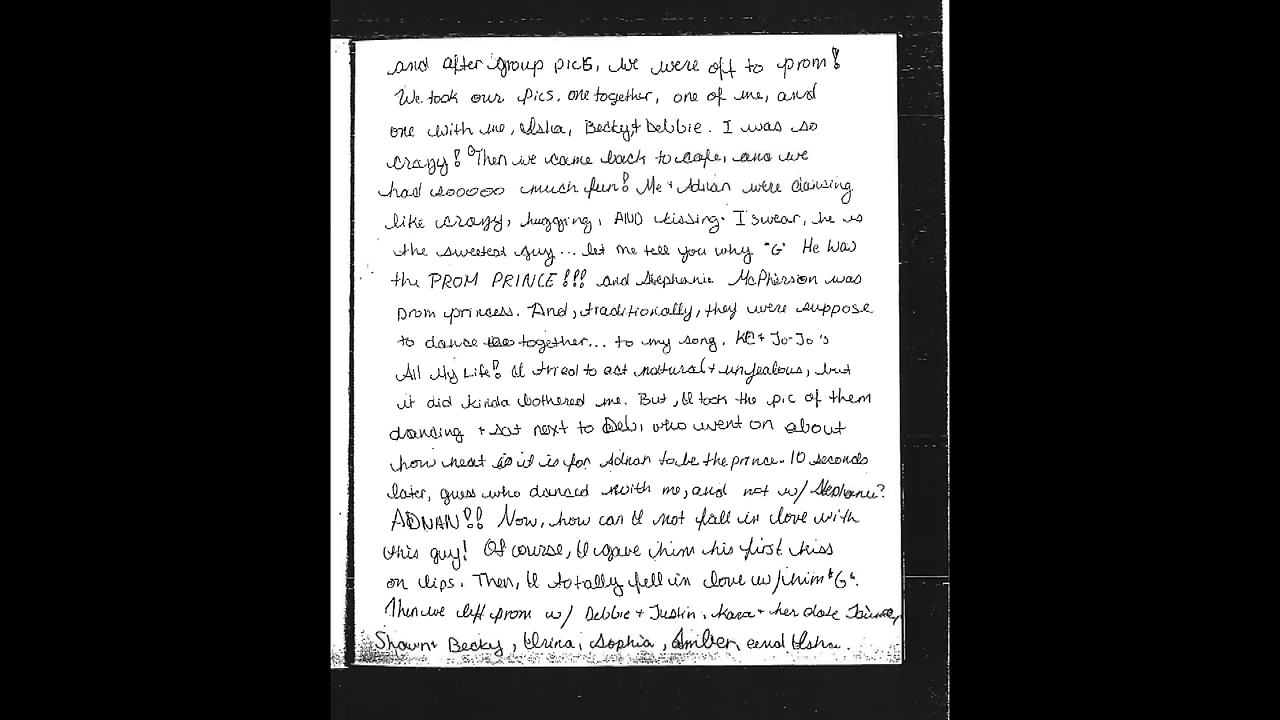 and after group pics, we were off to prom!
We took our pics. one together, one of me, and
one with me, Aisha, Becky + Debbie. I was so
crazy! Then we came back to cafe, and we
had sooooo much fun! Me + Adnan were dancing
like crazy, hugging, AND kissing. I swear, he is
the sweetest guy... let me tell you why "G" He was
the PROM PRINCE!!! and Stephanie McPherson was
prom princess. And, traditionally, they were suppose
to dance together... to my song, KC + Jo-Jo's
All My Life! I tried to act natural + unjealous, but
it did kinda bothered me. But, I took the pic of them
dancing + sat next to Deb, who went on about
how neat it is for Adnan to be the prince. 10 seconds
later, guess who danced with me, and not w/ Stephanie?
ADNAN!! Now, how can I not fall in love with
this guy! Of course, I gave him his first kiss
on lips. Then, I totally fell in love w/ him "G".
Then we left prom w/ Debbie + Justin, Kara + her date
Shawn + Becky, Irina, Sophia, Amber, and Aisha.